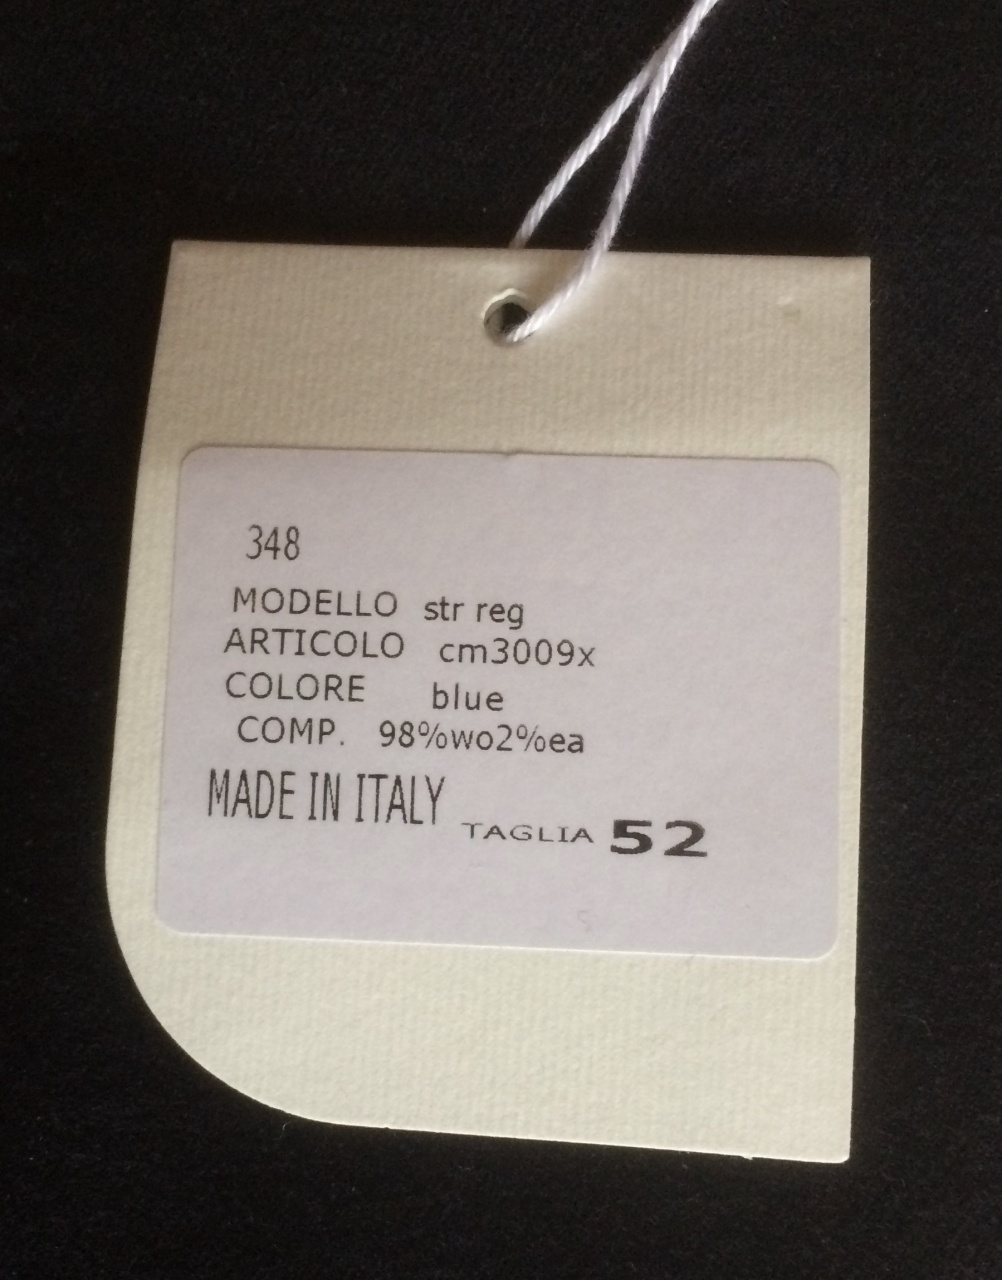 348
MODELLO str reg
ARTICOLO cm3009x
COLORE blue
COMP. 98%wo2%ea
MADE IN ITALY TAGLIA 52